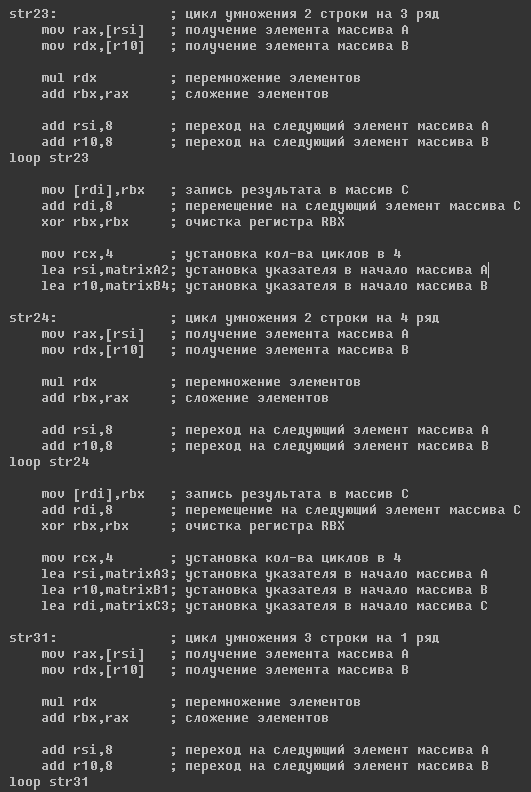 str23:              ; цикл умножения 2 строки на 3 ряд
    mov rax,[rsi]   ; получение элемента массива A
    mov rdx,[r10]   ; получение элемента массива B

    mul rdx         ; перемножение элементов
    add rbx,rax     ; сложение элементов

    add rsi,8       ; переход на следующий элемент массива A
    add r10,8       ; переход на следующий элемент массива B
loop str23

    mov [rdi],rbx   ; запись результата в массив C
    add rdi,8       ; перемещение на следующий элемент массива C
    xor rbx,rbx     ; очистка регистра RBX

    mov rcx,4       ; установка кол-ва циклов в 4
    lea rsi,matrixA2; установка указателя в начало массива A
    lea r10,matrixB4; установка указателя в начало массива B

str24:              ; цикл умножения 2 строки на 4 ряд
    mov rax,[rsi]   ; получение элемента массива A
    mov rdx,[r10]   ; получение элемента массива B

    mul rdx         ; перемножение элементов
    add rbx,rax     ; сложение элементов

    add rsi,8       ; переход на следующий элемент массива A
    add r10,8       ; переход на следующий элемент массива B
loop str24

    mov [rdi],rbx   ; запись результата в массив C
    add rdi,8       ; перемещение на следующий элемент массива C
    xor rbx,rbx     ; очистка регистра RBX

    mov rcx,4       ; установка кол-ва циклов в 4
    lea rsi,matrixA3; установка указателя в начало массива A
    lea r10,matrixB1; установка указателя в начало массива B
    lea rdi,matrixC3; установка указателя в начало массива C

str31:              ; цикл умножения 3 строки на 1 ряд
    mov rax,[rsi]   ; получение элемента массива A
    mov rdx,[r10]   ; получение элемента массива B

    mul rdx         ; перемножение элементов
    add rbx,rax     ; сложение элементов

    add rsi,8       ; переход на следующий элемент массива A
    add r10,8       ; переход на следующий элемент массива B
loop str31